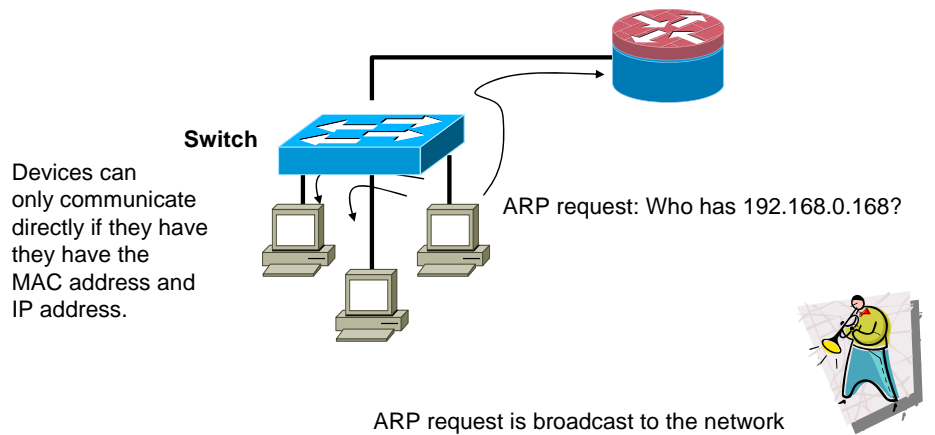 Switch
Devices can
only communicate
directly if they have
they have the
MAC address and
IP address.
ARP request: Who has 192.168.0.168?
ARP request is broadcast to the network